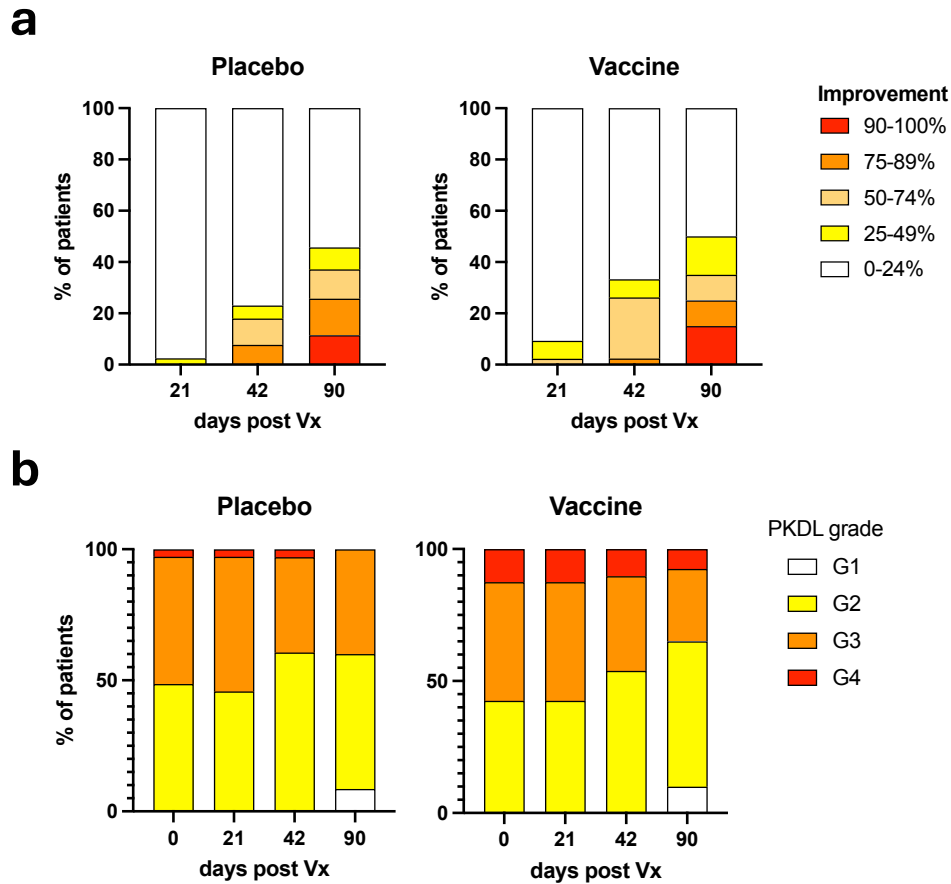 a
Placebo
Vaccine
% of patients
100
80
60
40
20
0
21 42 90
days post Vx
% of patients
100
80
60
40
20
0
21 42 90
days post Vx
Improvement
90-100%
75-89%
50-74%
25-49%
0-24%
b
Placebo
Vaccine
% of patients
100
50
0
0 21 42 90
days post Vx
100
50
0
0 21 42 90
days post Vx
PKDL grade
G1
G2
G3
G4